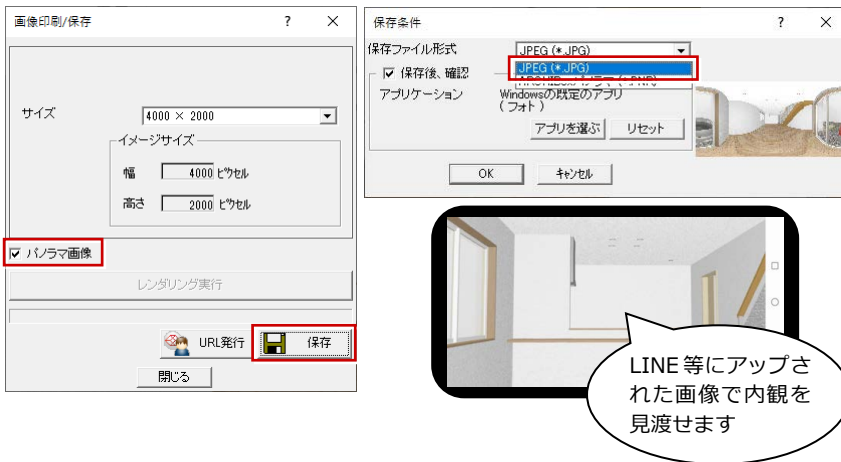 画像印刷/保存 ? ×
サイズ 4000 × 2000
イメージサイズ
幅 4000 ピクセル
高さ 2000 ピクセル
パノラマ画像
レンダリング実行
URL発行 保存
閉じる
保存条件 ? ×
保存ファイル形式 JPEG (*.JPG)
JPEG (*.JPG)
保存後、確認
アプリケーション Windowsの既定のアプリ
(フォト)
アプリを選ぶ リセット
OK キャンセル
LINE 等にアップさ
れた画像で内観を
見渡せます